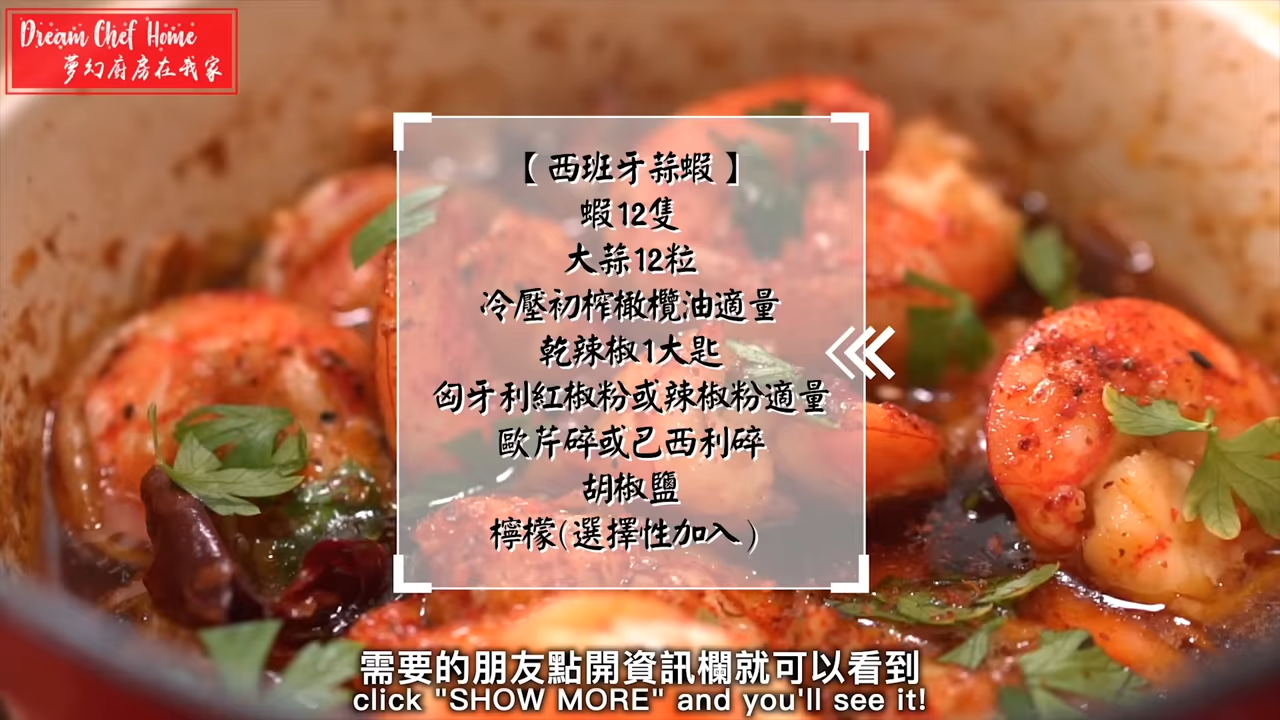 Dream Chef Home
夢幻廚房在我家
【西班牙蒜蝦】
蝦12隻
大蒜12粒
冷壓初榨橄欖油適量
乾辣椒1大匙
匈牙利紅椒粉或辣椒粉適量
歐芹碎或巴西利碎
胡椒鹽
檸檬(選擇性加入)
需要的朋友點開資訊欄就可以看到
click "SHOW MORE" and you'll see it!